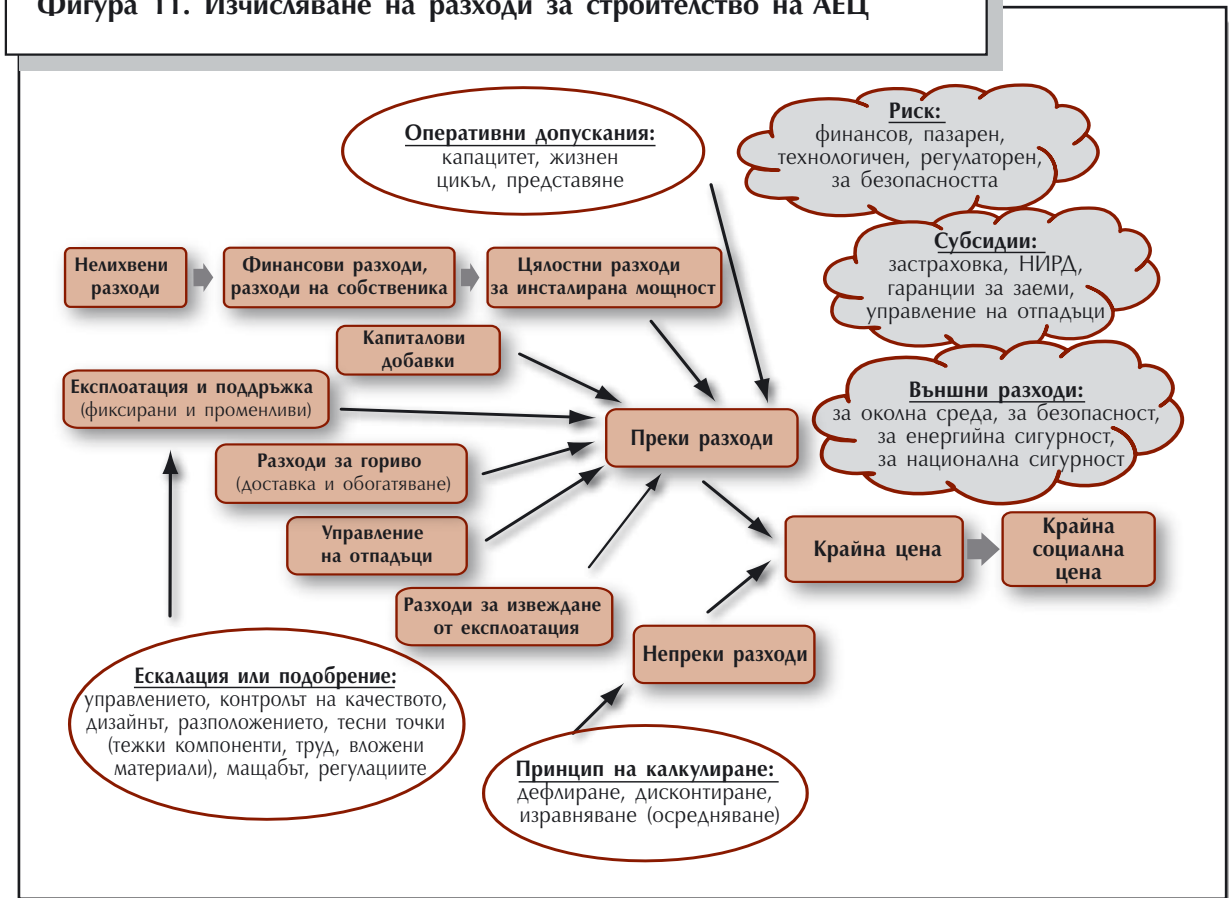 Фигура 11. Изчисляване на разходи за строителство на АЕЦ
Оперативни допускания:
капацитет, жизнен
цикъл, представяне
Риск:
финансов, пазарен,
технологичен, регулаторен,
за безопасността
Субсидии:
застраховка, НИРД,
гаранции за заеми,
управление на отпадъци
Външни разходи:
за околна среда, за безопасност,
за енергийна сигурност,
за национална сигурност
Нелихвени
разходи
Финансови разходи,
разходи на собственика
Цялостни разходи
за инсталирана мощност
Капиталови
добавки
Експлоатация и поддръжка
(фиксирани и променливи)
Преки разходи
Разходи за гориво
(доставка и обогатяване)
Управление
на отпадъци
Разходи за извеждане
от експлоатация
Крайна цена
Крайна
социална
цена
Непреки разходи
Ескалация или подобрение:
управлението, контролът на качеството,
дизайнът, разположението, тесни точки
(тежки компоненти, труд, вложени
материали), мащабът, регулациите
Принцип на калкулиране:
дефлиране, дисконтиране,
изравняване (осредняване)